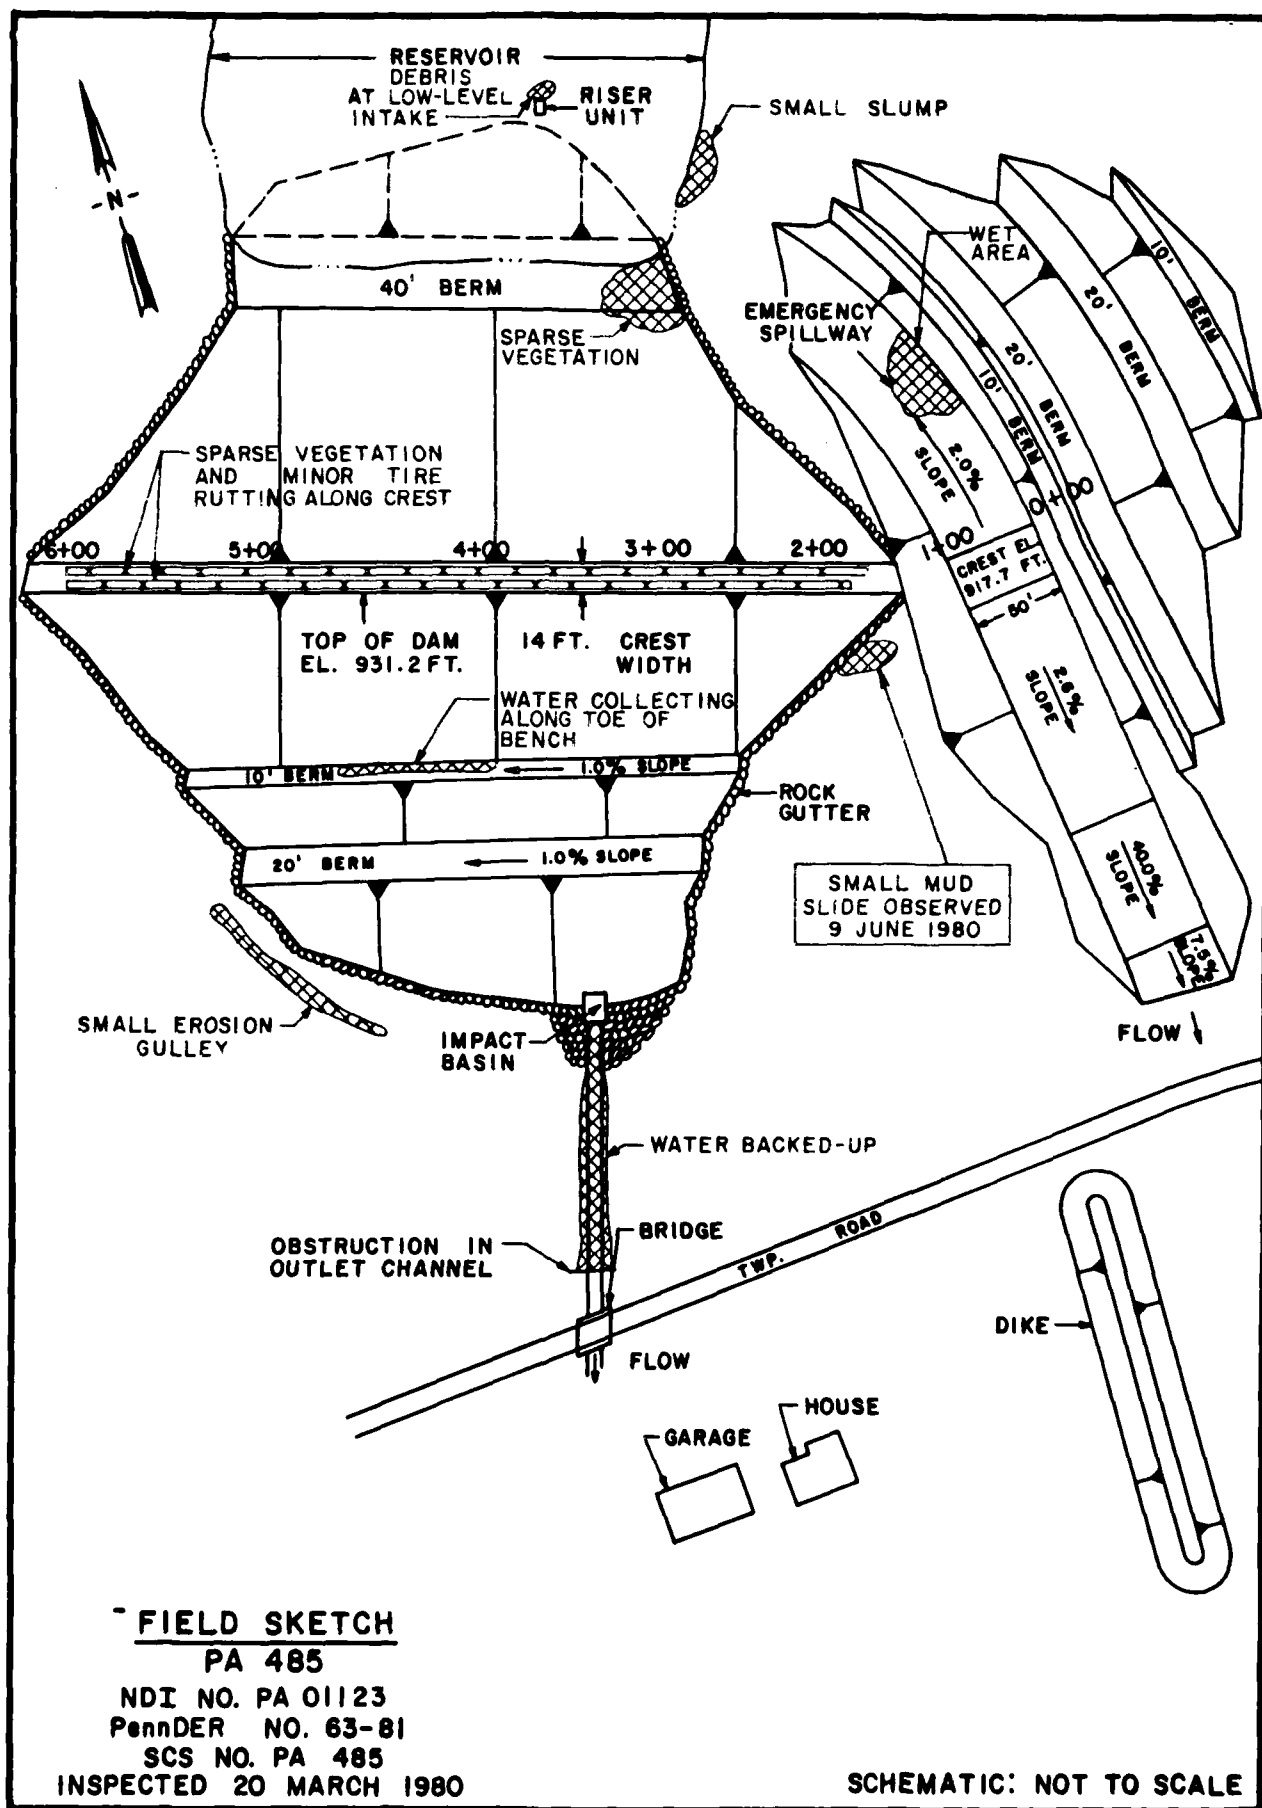 RESERVOIR
DEBRIS
AT LOW-LEVEL
INTAKE
RISER
UNIT
SMALL SLUMP
-N-
WET
AREA
10' BERM
20' BERM
40' BERM
EMERGENCY
SPILLWAY
SPARSE
VEGETATION
20' BERM
10' BERM
2.0%
SLOPE
SPARSE VEGETATION
AND MINOR TIRE
RUTTING ALONG CREST
0+00
1+00
6+00
5+00
4+00
3+00
2+00
CREST EL.
917.7 FT.
50'
TOP OF DAM
EL. 931.2 FT.
14 FT. CREST
WIDTH
2.6%
SLOPE
WATER COLLECTING
ALONG TOE OF
BENCH
10' BERM
1.0% SLOPE
ROCK
GUTTER
20' BERM
1.0% SLOPE
40.0%
SLOPE
SMALL MUD
SLIDE OBSERVED
9 JUNE 1980
7.5%
SLOPE
SMALL EROSION
GULLEY
IMPACT
BASIN
FLOW
WATER BACKED-UP
BRIDGE
TWP. ROAD
OBSTRUCTION IN
OUTLET CHANNEL
DIKE
FLOW
HOUSE
GARAGE
FIELD SKETCH
PA 485
NDI NO. PA 01123
PennDER NO. 63-81
SCS NO. PA 485
INSPECTED 20 MARCH 1980
SCHEMATIC: NOT TO SCALE